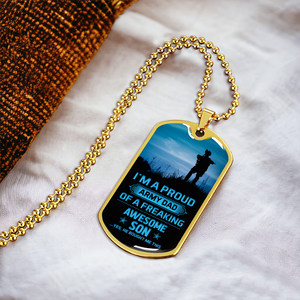 I'M A PROUD
ARMY DAD
OF A FREAKING
AWESOME
SON
YES, HE BOUGHT ME THIS